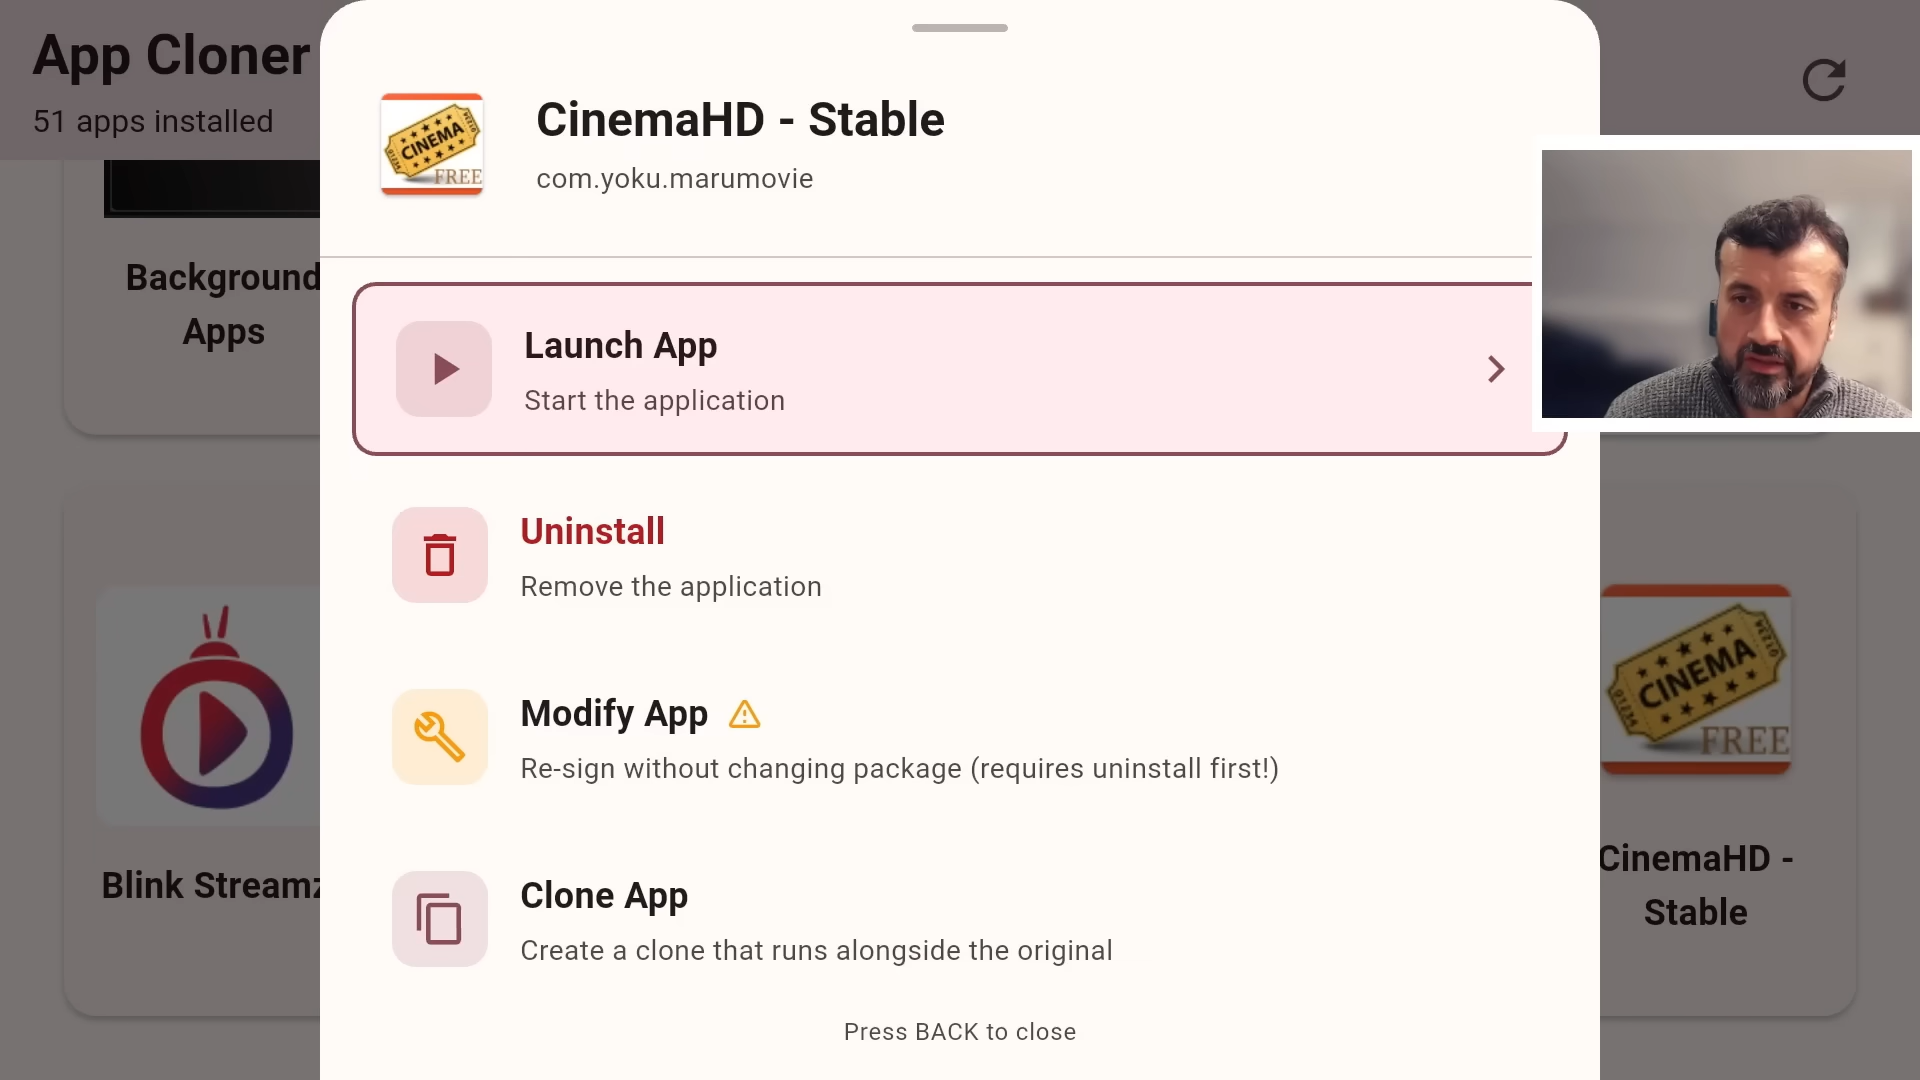 App Cloner
51 apps installed
CINEMA
FREE
CinemaHD - Stable
com.yoku.marumovie
Background
Apps
Launch App
Start the application
Uninstall
Remove the application
Modify App
Re-sign without changing package (requires uninstall first!)
Clone App
Create a clone that runs alongside the original
Press BACK to close
Blink Streamz
CINEMA
FREE
CinemaHD -
Stable